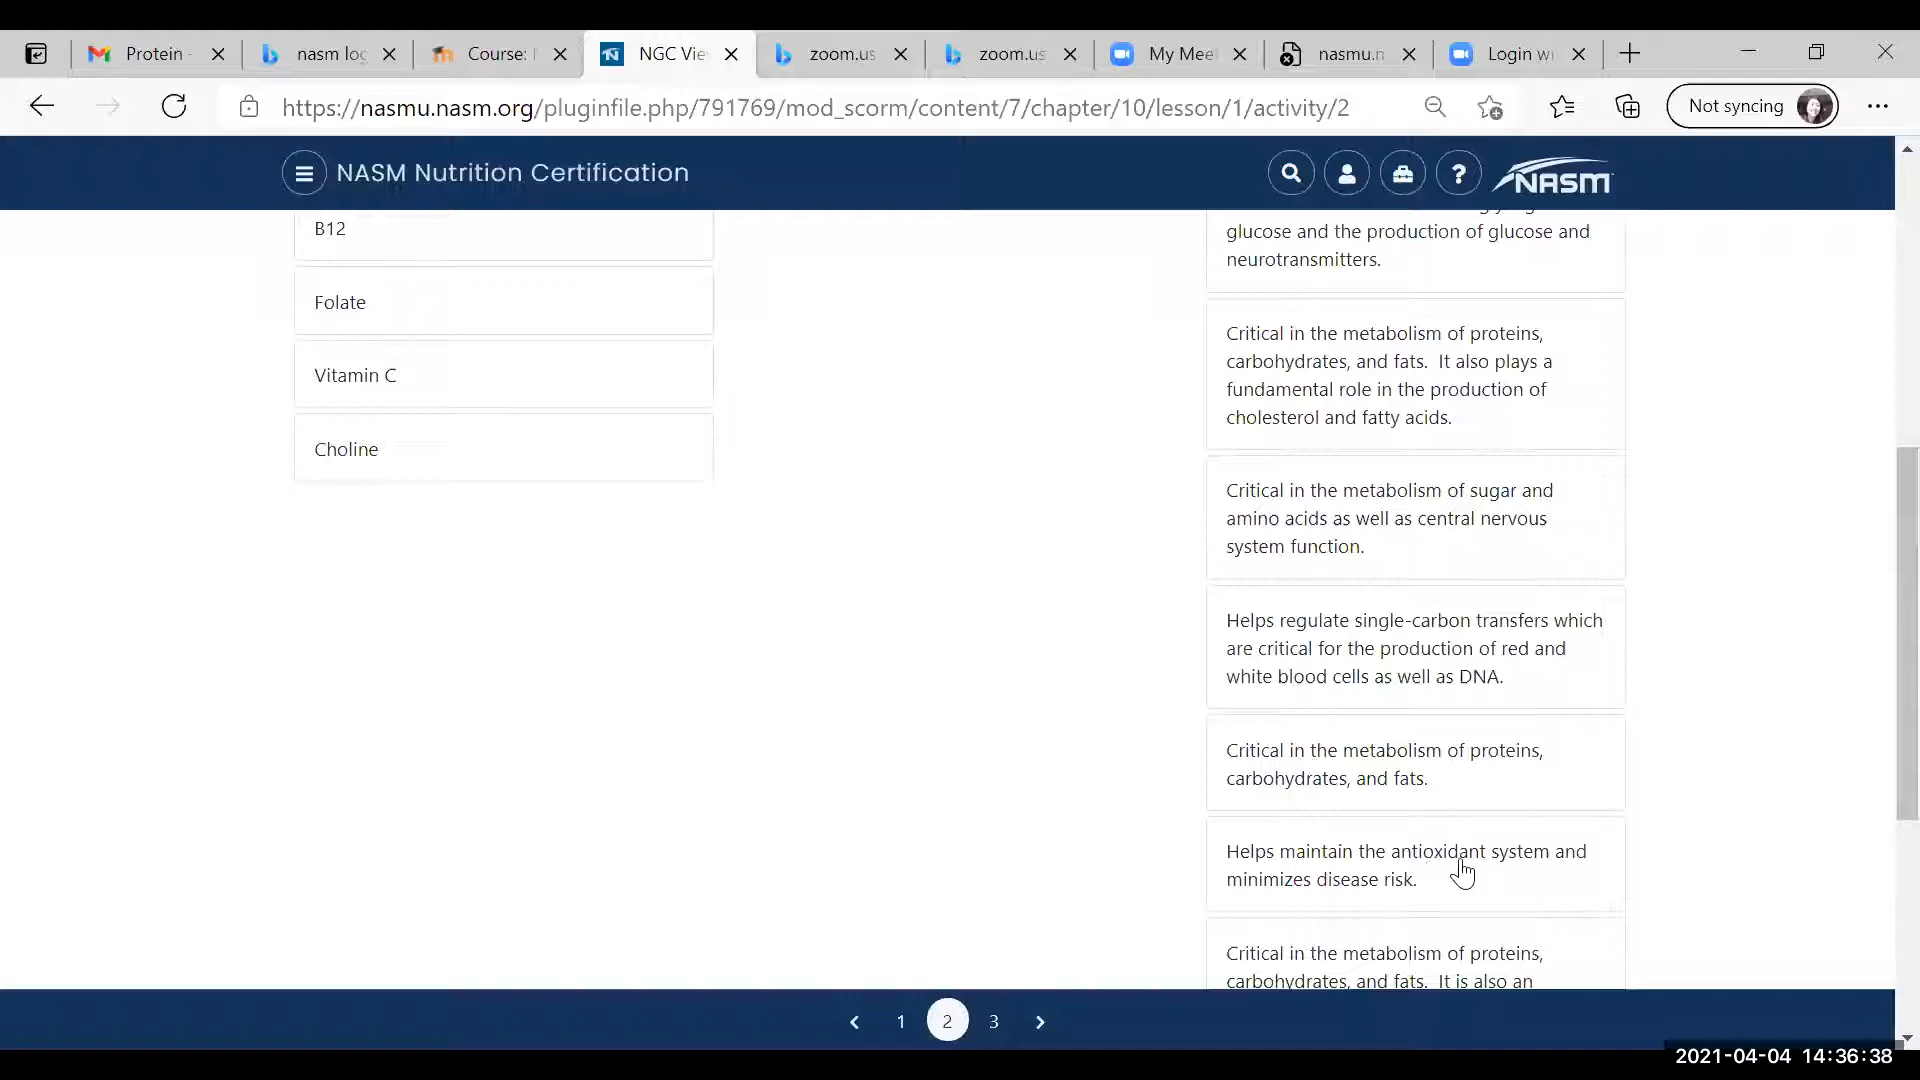 Protein -
nasm log
Course: I
NGC Vie
zoom.us
zoom.us
My Meet
nasmu.n
Login wi
https://nasmu.nasm.org/pluginfile.php/791769/mod_scorm/content/7/chapter/10/lesson/1/activity/2
Not syncing
NASM Nutrition Certification
?
NASM
B12
Folate
Vitamin C
Choline
glucose and the production of glucose and
neurotransmitters.
Critical in the metabolism of proteins,
carbohydrates, and fats. It also plays a
fundamental role in the production of
cholesterol and fatty acids.
Critical in the metabolism of sugar and
amino acids as well as central nervous
system function.
Helps regulate single-carbon transfers which
are critical for the production of red and
white blood cells as well as DNA.
Critical in the metabolism of proteins,
carbohydrates, and fats.
Helps maintain the antioxidant system and
minimizes disease risk.
Critical in the metabolism of proteins,
carbohydrates, and fats. It is also an
1 2 3
2021-04-04 14:36:38